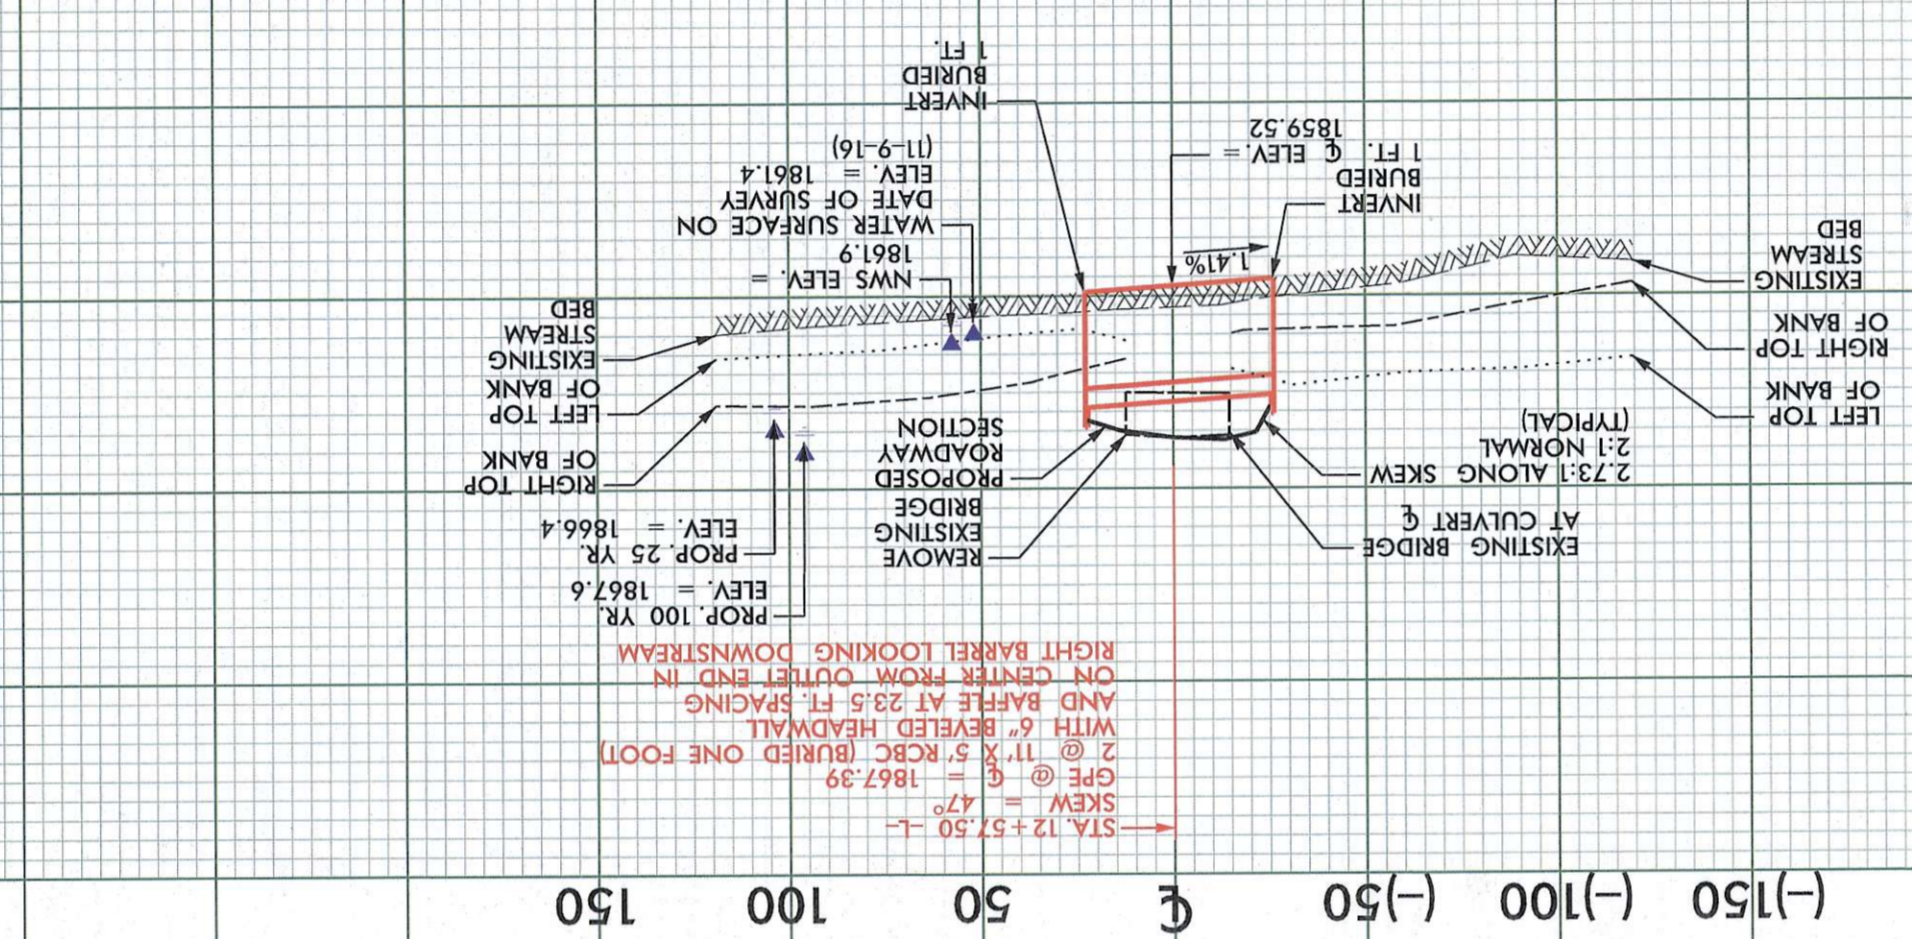 STA. 12+57.50 -L-
SKEW = 47°
GPE @ ℄ = 1867.39
2 @ 11' X 5' RCBC (BURIED ONE FOOT)
WITH 6" BEVELED HEADWALL
AND BAFFLE AT 23.5 FT. SPACING
ON CENTER FROM OUTLET END IN
RIGHT BARREL LOOKING DOWNSTREAM
(-)150
(-)100
(-)50
℄
50
100
150
EXISTING BRIDGE
AT CULVERT ℄
2.73:1 ALONG SKEW
2:1 NORMAL
(TYPICAL)
LEFT TOP
OF BANK
RIGHT TOP
OF BANK
EXISTING
STREAM
BED
INVERT
BURIED
1 FT.
℄ ELEV. =
1859.52
1.41%
REMOVE
EXISTING
BRIDGE
PROPOSED
ROADWAY
SECTION
PROP. 100 YR.
ELEV. = 1867.6
PROP. 25 YR.
ELEV. = 1866.4
RIGHT TOP
OF BANK
LEFT TOP
OF BANK
EXISTING
STREAM
BED
NWS ELEV =
1861.9
WATER SURFACE ON
DATE OF SURVEY
ELEV. = 1861.4
(11-9-16)
INVERT
BURIED
1 FT.